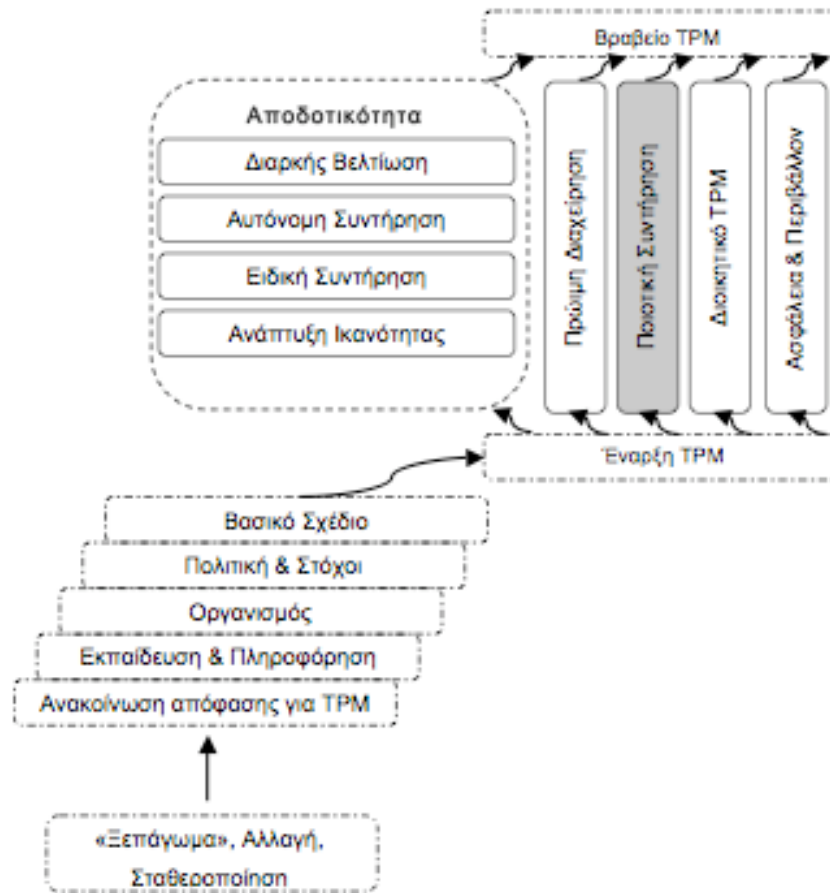 Βραβείο TPM
Αποδοτικότητα
Διαρκής Βελτίωση
Αυτόνομη Συντήρηση
Ειδική Συντήρηση
Ανάπτυξη Ικανότητας
Πρώιμη Διαχείρηση
Ποιοτική Συντήρηση
Διοικητικό TPM
Ασφάλεια & Περιβάλλον
Έναρξη TPM
Βασικό Σχέδιο
Πολιτική & Στόχοι
Οργανισμός
Εκπαίδευση & Πληροφόρηση
Ανακοίνωση απόφασης για TPM
«Ξεπάγωμα», Αλλαγή,
Σταθεροποίηση